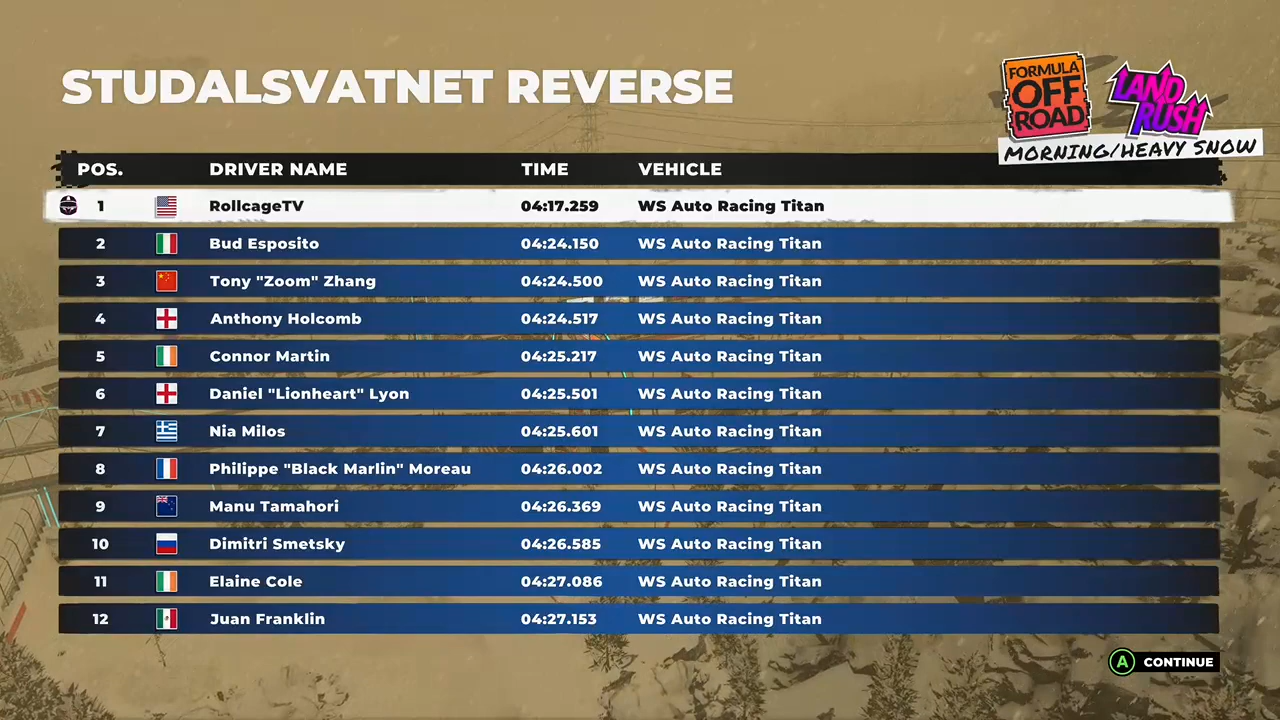 STUDALSVATNET REVERSE
FORMULA
OFF
ROAD
LAND
RUSH
MORNING/HEAVY SNOW
POS. DRIVER NAME TIME VEHICLE
1 RollcageTV 04:17.259 WS Auto Racing Titan
2 Bud Esposito 04:24.150 WS Auto Racing Titan
3 Tony "Zoom" Zhang 04:24.500 WS Auto Racing Titan
4 Anthony Holcomb 04:24.517 WS Auto Racing Titan
5 Connor Martin 04:25.217 WS Auto Racing Titan
6 Daniel "Lionheart" Lyon 04:25.501 WS Auto Racing Titan
7 Nia Milos 04:25.601 WS Auto Racing Titan
8 Philippe "Black Marlin" Moreau 04:26.002 WS Auto Racing Titan
9 Manu Tamahori 04:26.369 WS Auto Racing Titan
10 Dimitri Smetsky 04:26.585 WS Auto Racing Titan
11 Elaine Cole 04:27.086 WS Auto Racing Titan
12 Juan Franklin 04:27.153 WS Auto Racing Titan
A CONTINUE